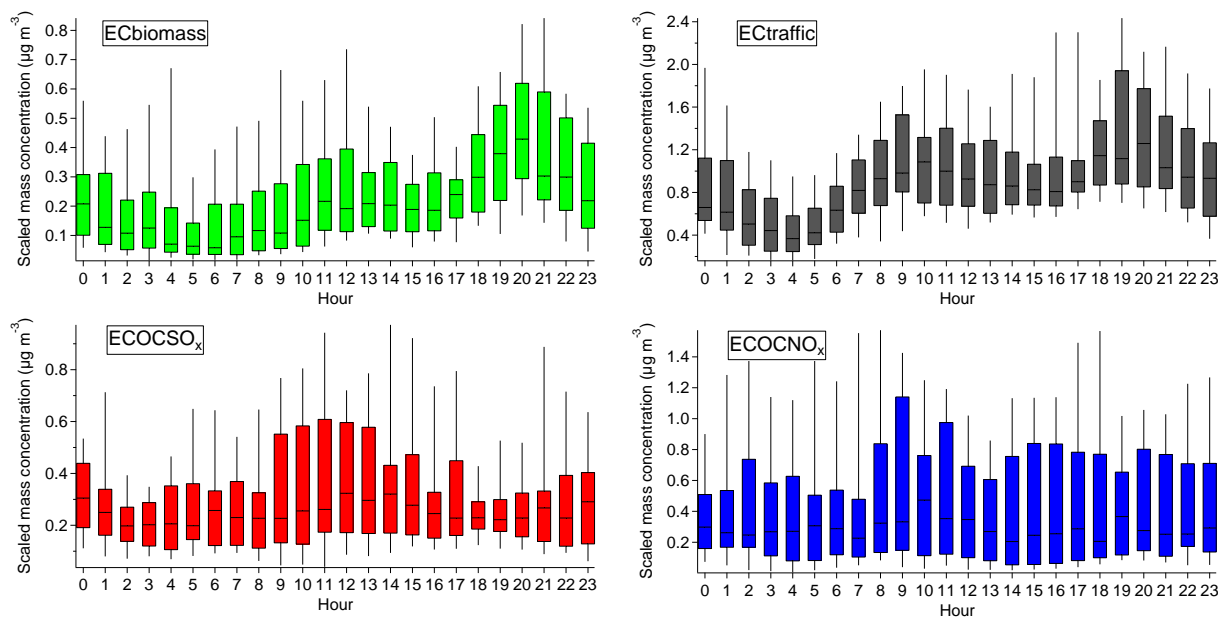 ECbiomass
Scaled mass concentration (µg m⁻³)
0.8
0.7
0.6
0.5
0.4
0.3
0.2
0.1
0 1 2 3 4 5 6 7 8 9 10 11 12 13 14 15 16 17 18 19 20 21 22 23
Hour
ECtraffic
Scaled mass concentration (µg m⁻³)
2.4
2.0
1.6
1.2
0.8
0.4
0 1 2 3 4 5 6 7 8 9 10 11 12 13 14 15 16 17 18 19 20 21 22 23
Hour
ECOCSOₓ
Scaled mass concentration (µg m⁻³)
0.8
0.6
0.4
0.2
0 1 2 3 4 5 6 7 8 9 10 11 12 13 14 15 16 17 18 19 20 21 22 23
Hour
ECOCNOₓ
Scaled mass concentration (µg m⁻³)
1.4
1.2
1.0
0.8
0.6
0.4
0.2
0 1 2 3 4 5 6 7 8 9 10 11 12 13 14 15 16 17 18 19 20 21 22 23
Hour